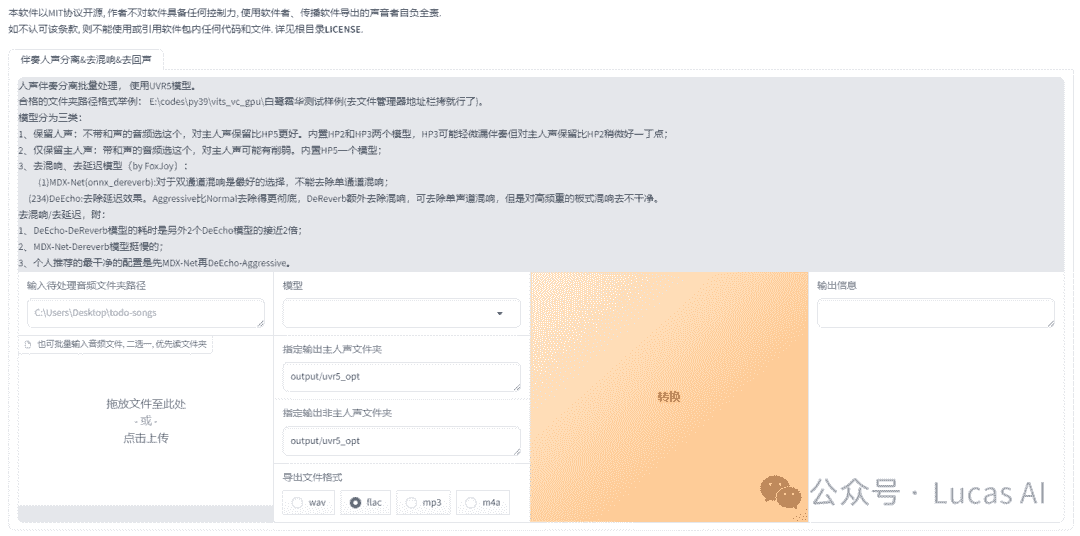 本软件以MIT协议开源, 作者不对软件具备任何控制力, 使用软件者、传播软件导出的声音者自负全责.
如不认可该条款, 则不能使用或引用软件包内任何代码和文件. 详见根目录LICENSE.
伴奏人声分离&去混响&去回声
人声伴奏分离批量处理， 使用UVR5模型。
合格的文件夹路径格式举例： E:\codes\py39\vits_vc_gpu\白鹭霜华测试样例(去文件管理器地址栏拷就行了)。
模型分为三类：
1、保留人声：不带和声的音频选这个，对主人声保留比HP5更好。内置HP2和HP3两个模型，HP3可能轻微漏伴奏但对主人声保留比HP2稍微好一丁点；
2、仅保留主人声：带和声的音频选这个，对主人声可能有削弱。内置HP5一个模型；
3、去混响、去延迟模型（by FoxJoy）：
(1)MDX-Net(onnx_dereverb):对于双通道混响是最好的选择，不能去除单通道混响；
(234)DeEcho:去除延迟效果。Aggressive比Normal去除得更彻底，DeReverb额外去除混响，可去除单声道混响，但是对高频重的板式混响去不干净。
去混响/去延迟，附：
1、DeEcho-DeReverb模型的耗时是另外2个DeEcho模型的接近2倍；
2、MDX-Net-Dereverb模型挺慢的；
3、个人推荐的最干净的配置是先MDX-Net再DeEcho-Aggressive。
输入待处理音频文件夹路径
C:\Users\Desktop\todo-songs
也可批量输入音频文件, 二选一, 优先读文件夹
拖放文件至此处
- 或 -
点击上传
模型
指定输出主人声文件夹
output/uvr5_opt
指定输出非主人声文件夹
output/uvr5_opt
导出文件格式
wav flac mp3 m4a
转换
输出信息
公众号 · Lucas AI